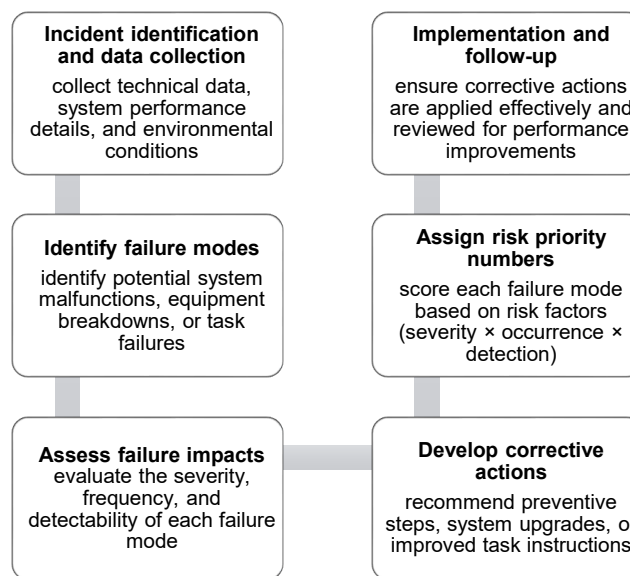 Incident identification
and data collection
collect technical data,
system performance
details, and environmental
conditions
Identify failure modes
identify potential system
malfunctions, equipment
breakdowns, or task
failures
Assess failure impacts
evaluate the severity,
frequency, and
detectability of each failure
mode
Implementation and
follow-up
ensure corrective actions
are applied effectively and
reviewed for performance
improvements
Assign risk priority
numbers
score each failure mode
based on risk factors
(severity × occurrence ×
detection)
Develop corrective
actions
recommend preventive
steps, system upgrades,
improved task instructions